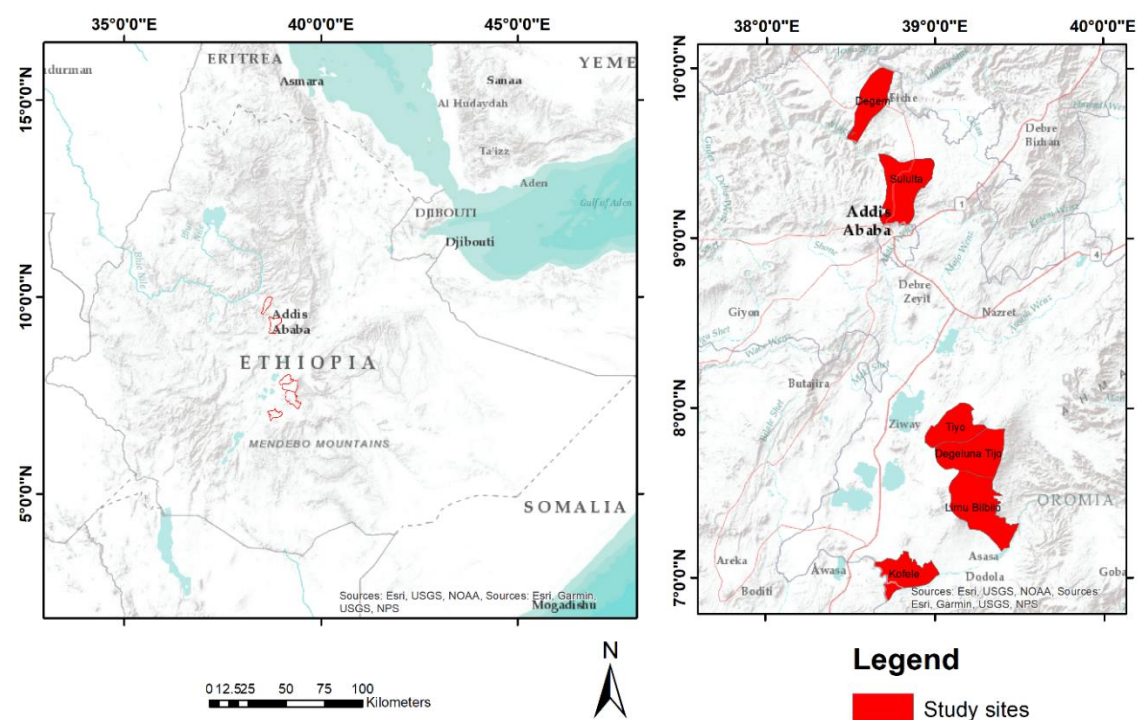 35°0'0"E 40°0'0"E 45°0'0"E
15°0'0"N
10°0'0"N
5°0'0"N
ndurman
ERITREA
Asmara
Sanaa
YEME
Al Hudaydah
Ta'izz
Aden
Gulf of Aden
DJIBOUTI
Djibouti
Blue Nile
Addis
Ababa
ETHIOPIA
MENDEBO MOUNTAINS
SOMALIA
Mogadishu
Sources: Esri, USGS, NOAA, Sources: Esri, Garmin,
USGS, NPS
38°0'0"E 39°0'0"E 40°0'0"E
10°0'0"N
9°0'0"N
8°0'0"N
7°0'0"N
Degem
Fiche
Debre
Birhan
Sululta
Addis
Ababa
1
4
Debre
Zeyit
Giyon
Nazret
Butajira
Ziway
Tiyo
Degeluna Tijo
Limu Bilbilo
OROMIA
Areka
Awasa
Boditi
Kofele
Asasa
Dodola
Goba
Sources: Esri, USGS, NOAA, Sources:
Esri, Garmin, USGS, NPS
0 12.525 50 75 100
Kilometers
N
Legend
Study sites